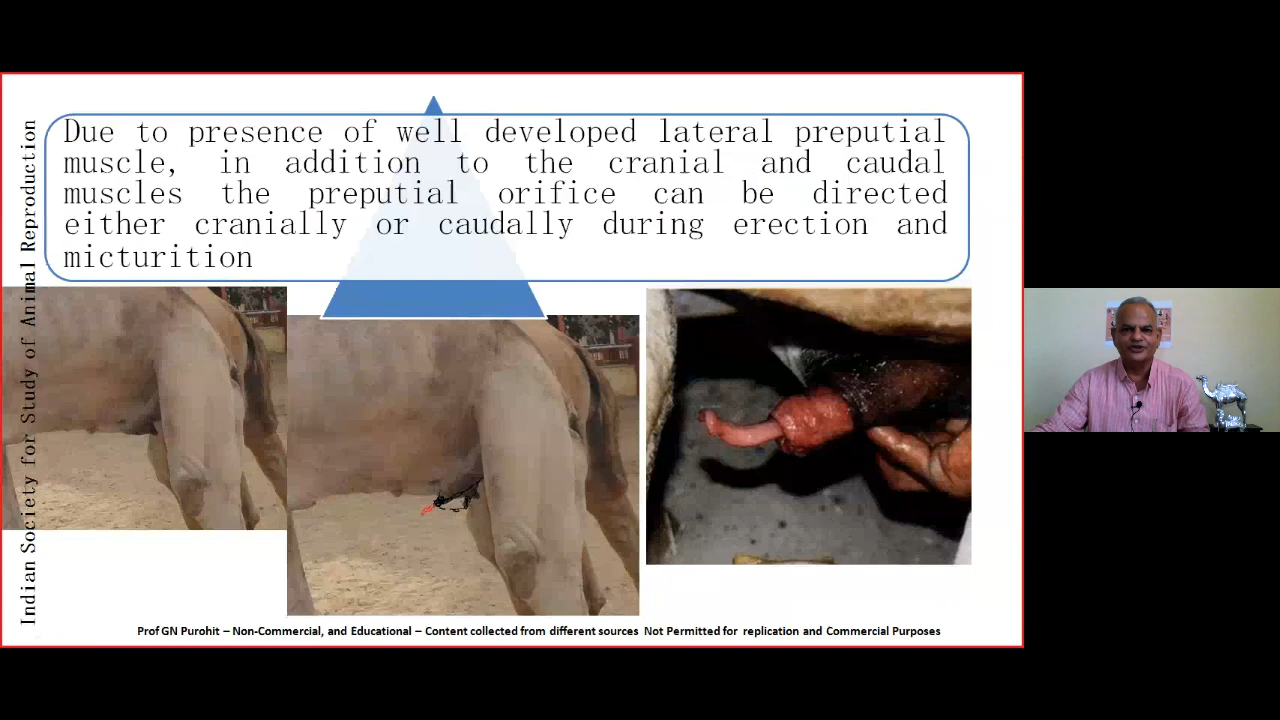 Due to presence of well developed lateral preputial
muscle, in addition to the cranial and caudal
muscles the preputial orifice can be directed
either cranially or caudally during erection and
micturition
Indian Society for Study of Animal Reproduction
Prof GN Purohit – Non-Commercial, and Educational – Content collected from different sources Not Permitted for replication and Commercial Purposes